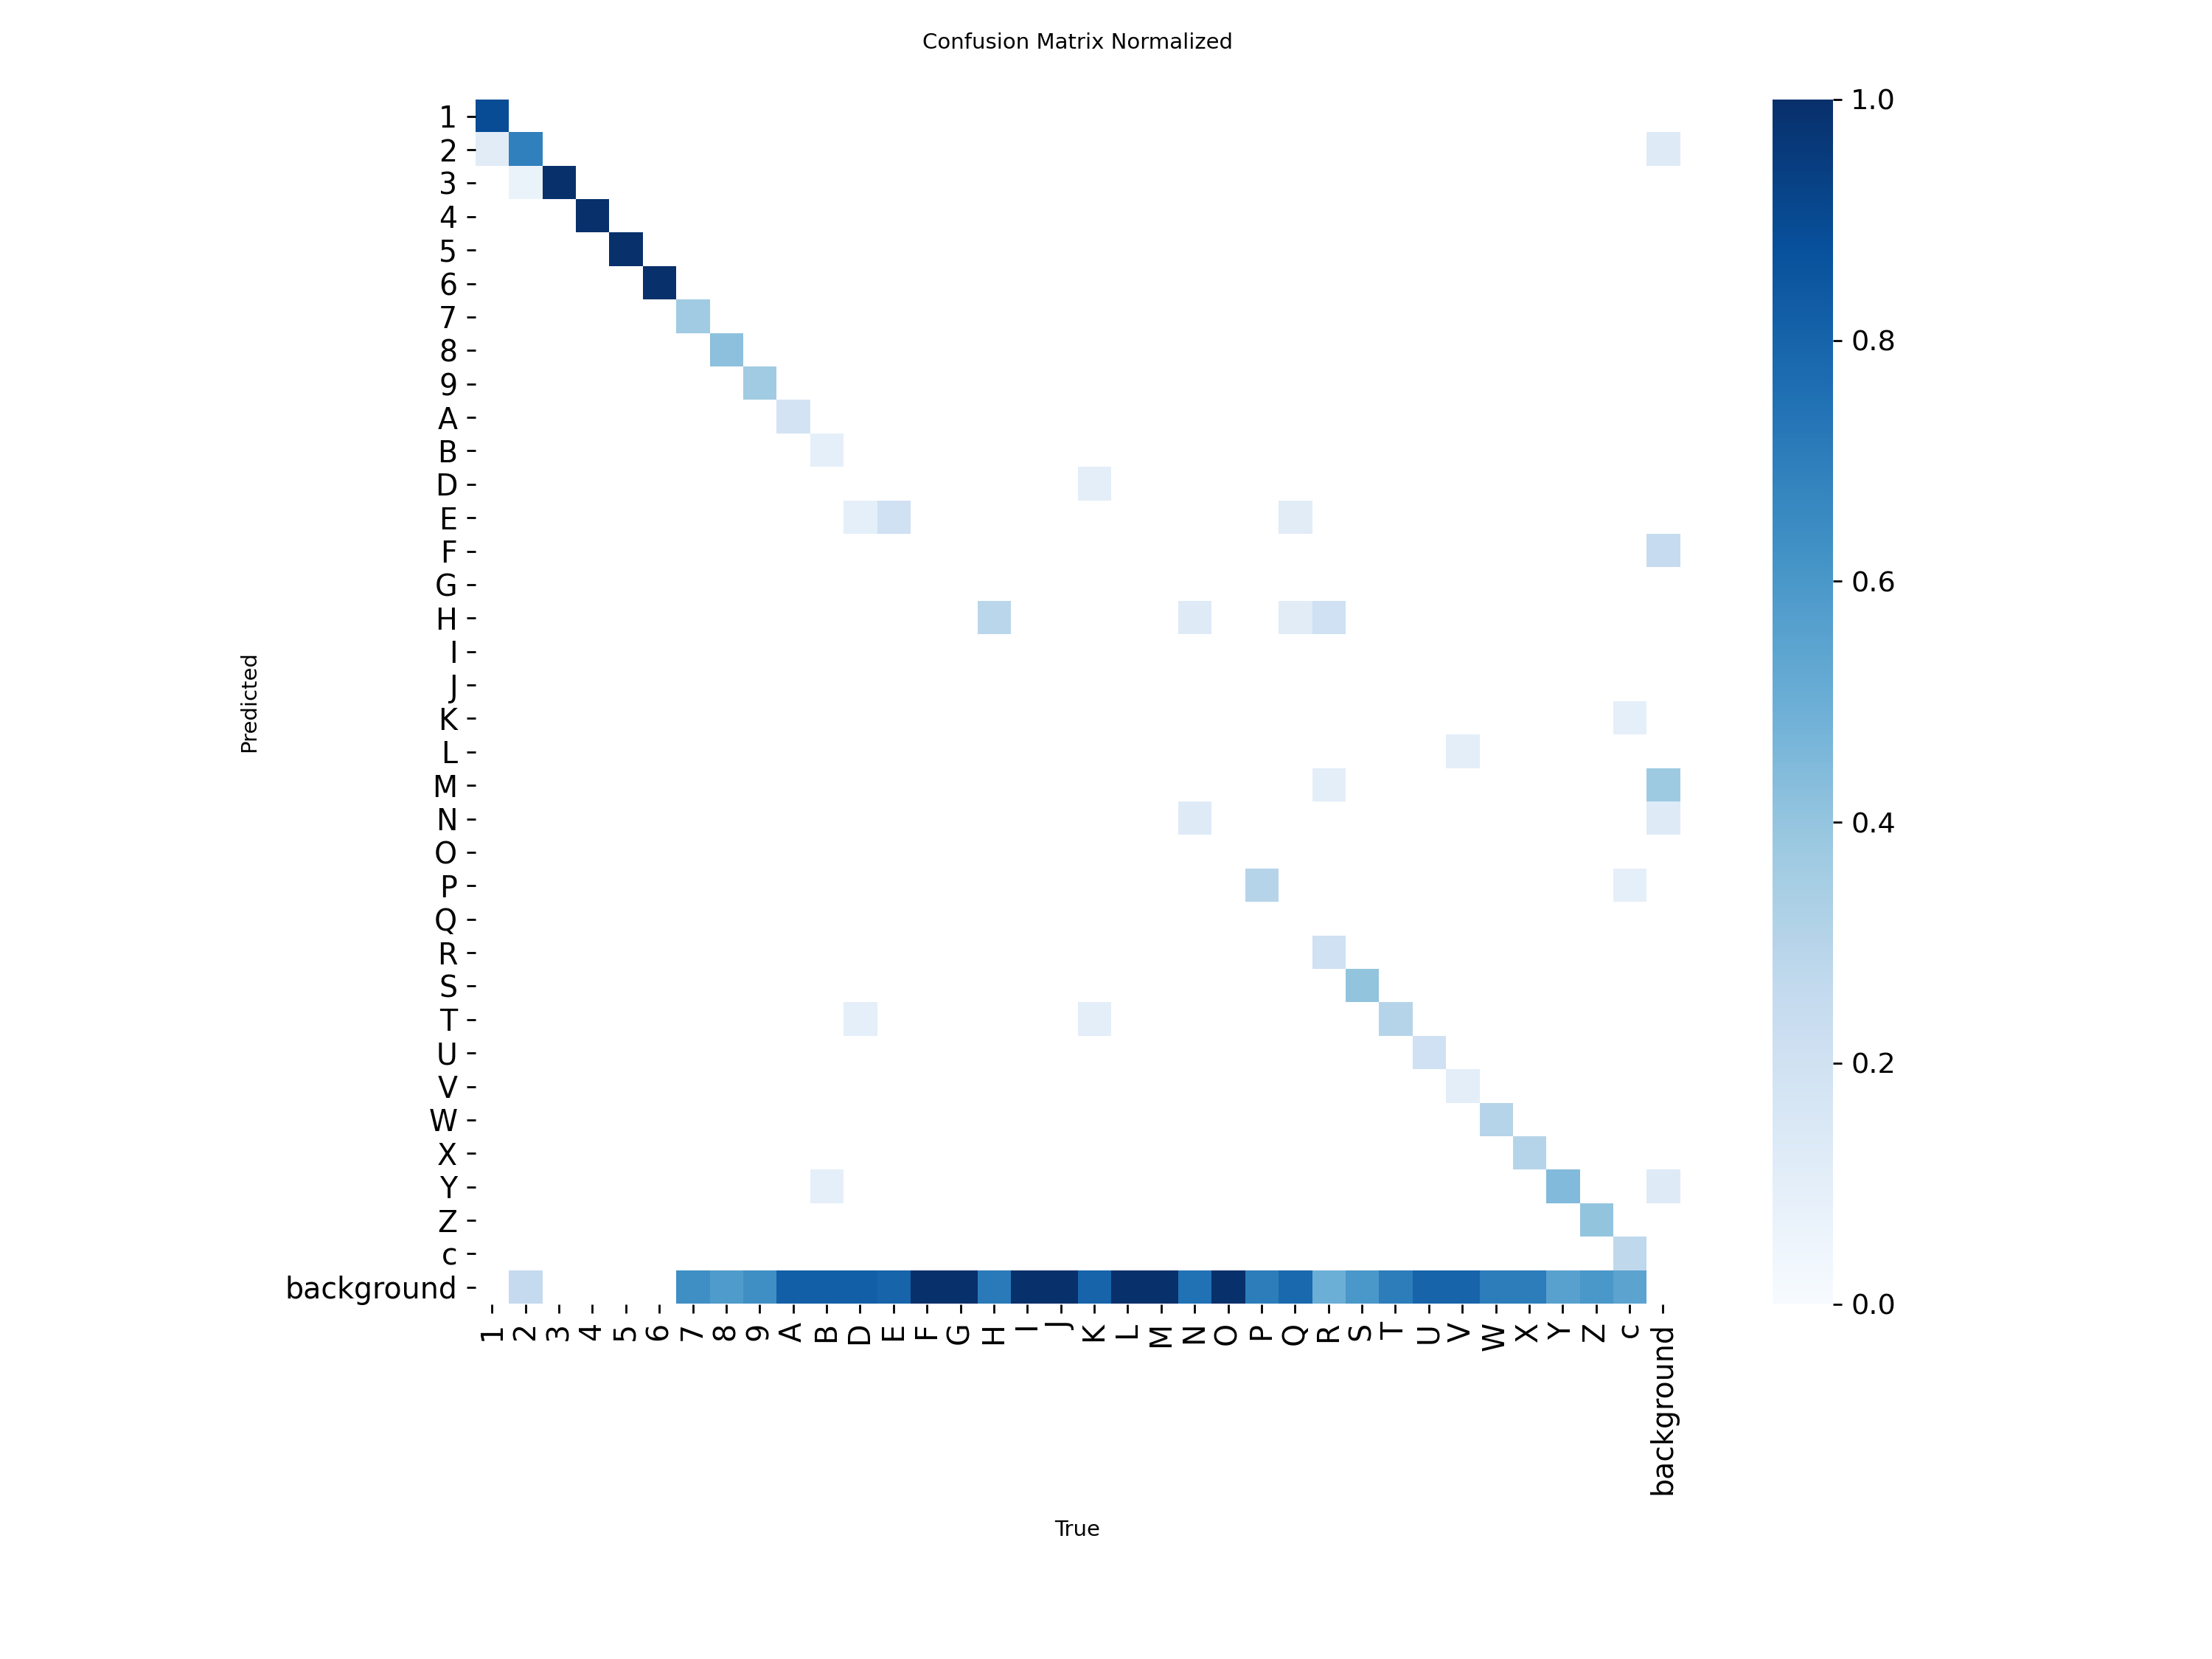 Confusion Matrix Normalized
1
2
3
4
5
6
7
8
9
A
B
D
E
F
G
H
I
J
K
L
M
N
O
P
Q
R
S
T
U
V
W
X
Y
Z
c
background
Predicted
1 2 3 4 5 6 7 8 9 A B D E F G H I J K L M N O P Q R S T U V W X Y Z c background
True
1.0
0.8
0.6
0.4
0.2
0.0